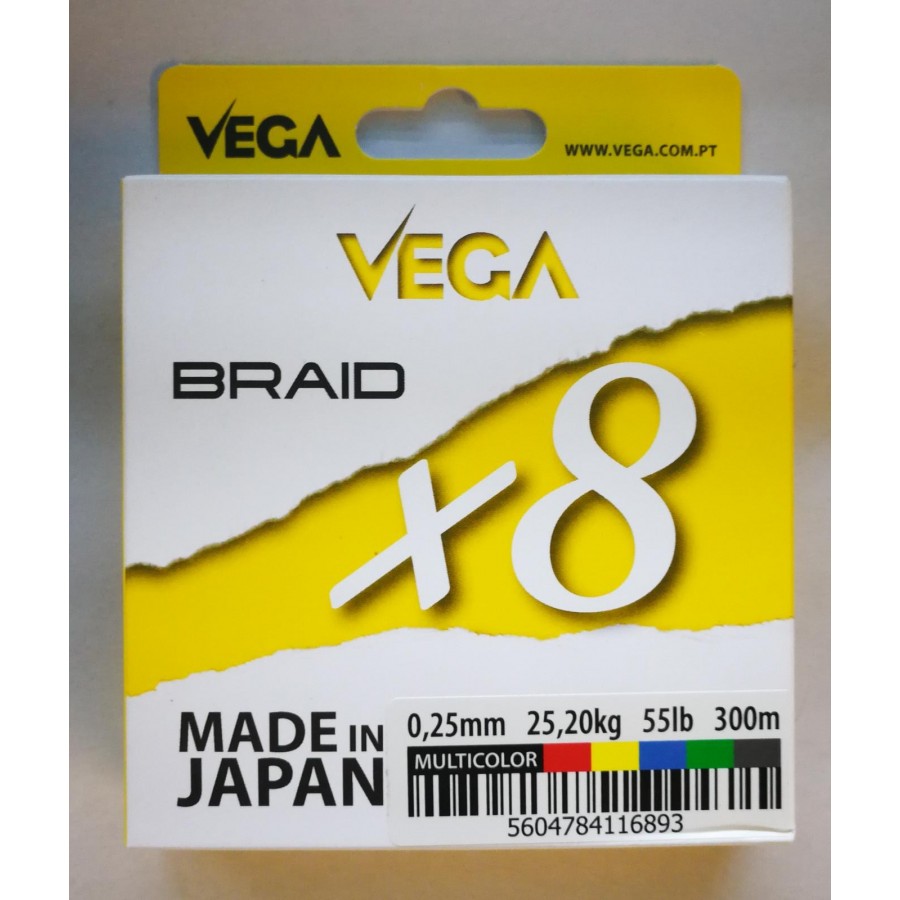 VEGA
WWW.VEGA.COM.PT
VEGA
BRAID
x8
MADE IN
JAPAN
0,25mm 25,20kg 55lb 300m
MULTICOLOR
5604784116893